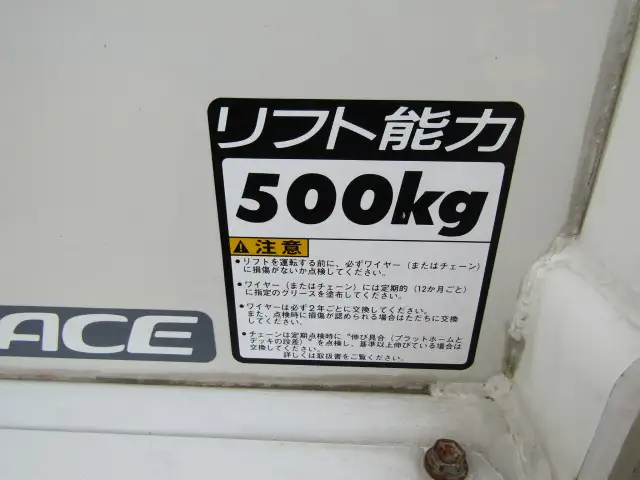 リフト能力
500kg
注意
●リフトを運転する前に、必ずワイヤー（またはチェーン）
に損傷がないか点検してください。
●ワイヤー（またはチェーン）には定期的（12か月ごと）
に指定のグリースを塗布してください。
●ワイヤーは必ず2年ごとに交換してください。
また、点検時に損傷が認められる場合はただちに交換
してください。
●チェーンは定期点検時に"伸び具合（プラットホームと
デッキの段差）"を点検し、基準以上伸びている場合は
交換してください。
詳しくは取扱書をご覧ください。
ACE